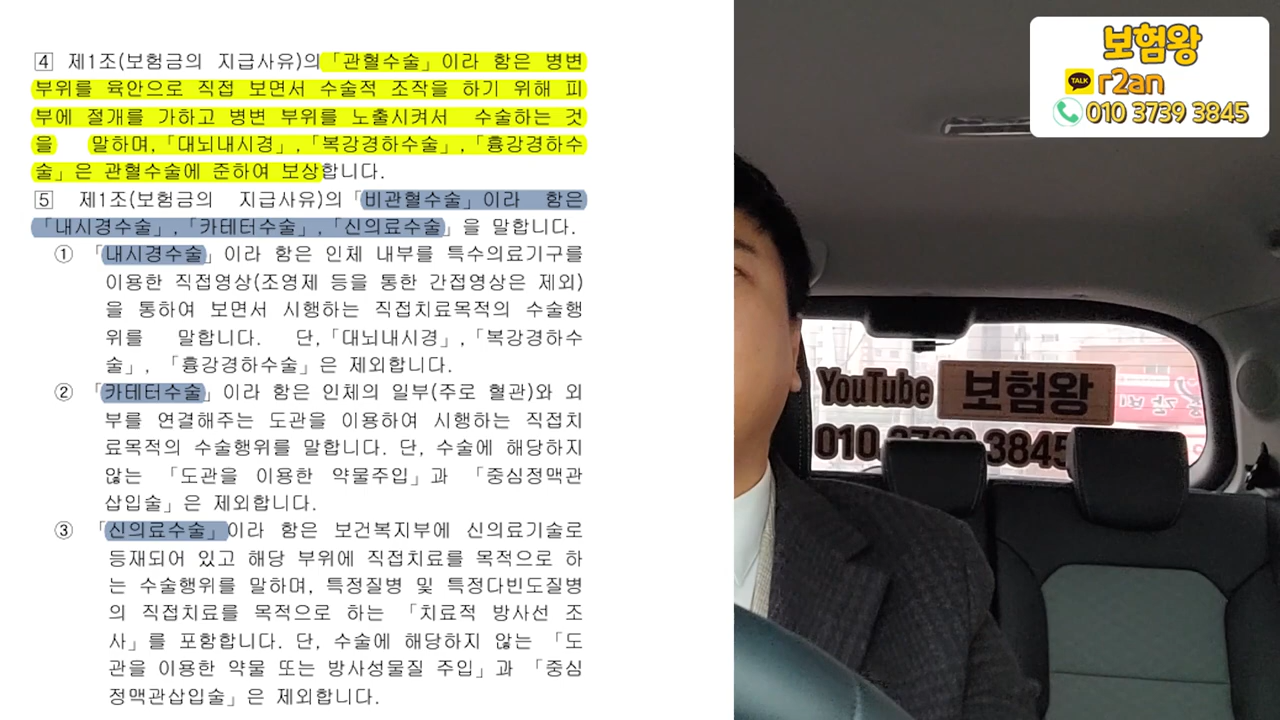 4 제1조(보험금의 지급사유)의「관혈수술」이라 함은 병변
부위를 육안으로 직접 보면서 수술적 조작을 하기 위해 피
부에 절개를 가하고 병변 부위를 노출시켜서 수술하는 것
을 말하며,「대뇌내시경」,「복강경하수술」,「흉강경하수
술」은 관혈수술에 준하여 보상합니다.
5 제1조(보험금의 지급사유)의「비관혈수술」이라 함은
「내시경수술」,「카테터수술」,「신의료수술」을 말합니다.
① 「내시경수술」이라 함은 인체 내부를 특수의료기구를
이용한 직접영상(조영제 등을 통한 간접영상은 제외)
을 통하여 보면서 시행하는 직접치료목적의 수술행
위를 말합니다. 단,「대뇌내시경」,「복강경하수
술」, 「흉강경하수술」은 제외합니다.
② 「카테터수술」이라 함은 인체의 일부(주로 혈관)와 외
부를 연결해주는 도관을 이용하여 시행하는 직접치
료목적의 수술행위를 말합니다. 단, 수술에 해당하지
않는 「도관을 이용한 약물주입」과 「중심정맥관
삽입술」은 제외합니다.
③ 「신의료수술」이라 함은 보건복지부에 신의료기술로
등재되어 있고 해당 부위에 직접치료를 목적으로 하
는 수술행위를 말하며, 특정질병 및 특정다빈도질병
의 직접치료를 목적으로 하는 「치료적 방사선 조
사」를 포함합니다. 단, 수술에 해당하지 않는 「도
관을 이용한 약물 또는 방사성물질 주입」과 「중심
정맥관삽입술」은 제외합니다.
보험왕
TALK r2an
010 3739 3845
YouTube 보험왕
010 3739 3845